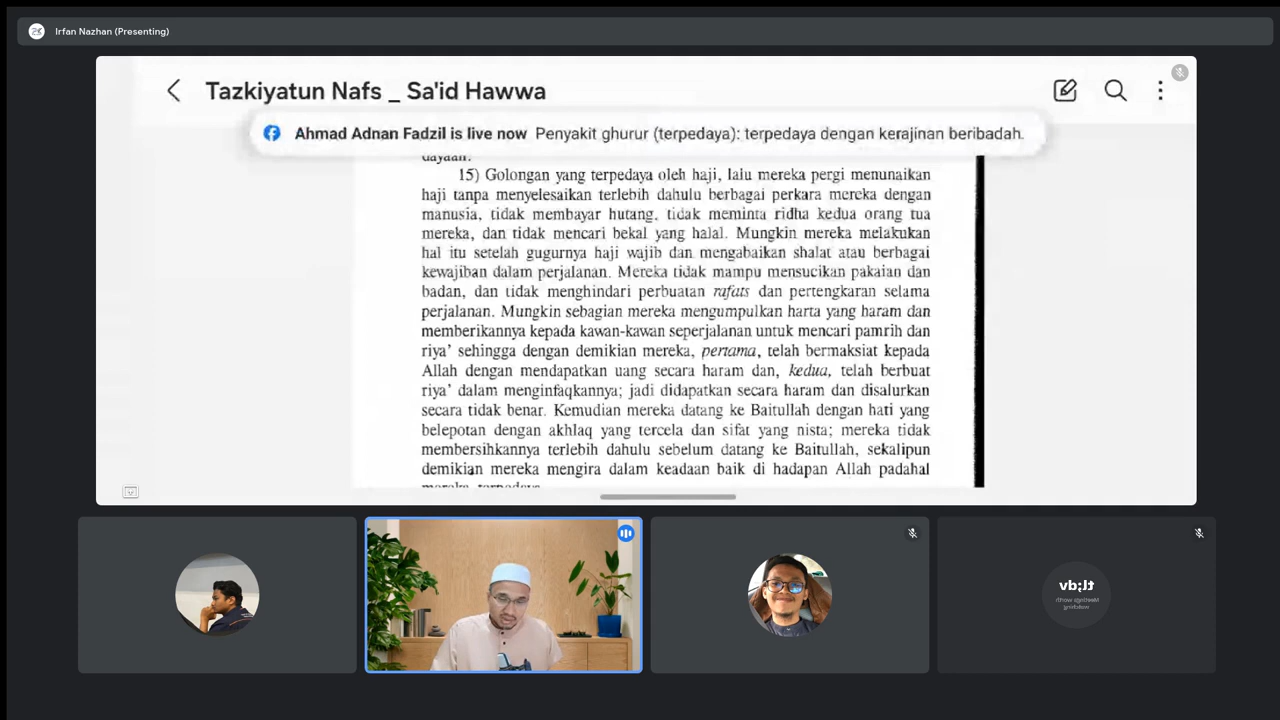 Irfan Nazhan (Presenting)
Tazkiyatun Nafs _ Sa'id Hawwa
Ahmad Adnan Fadzil is live now Penyakit ghurur (terpedaya): terpedaya dengan kerajinan beribadah.
dayaan.
15) Golongan yang terpedaya oleh haji, lalu mereka pergi menunaikan
haji tanpa menyelesaikan terlebih dahulu berbagai perkara mereka dengan
manusia, tidak membayar hutang, tidak meminta ridha kedua orang tua
mereka, dan tidak mencari bekal yang halal. Mungkin mereka melakukan
hal itu setelah gugurnya haji wajib dan mengabaikan shalat atau berbagai
kewajiban dalam perjalanan. Mereka tidak mampu mensucikan pakaian dan
badan, dan tidak menghindari perbuatan rafats dan pertengkaran selama
perjalanan. Mungkin sebagian mereka mengumpulkan harta yang haram dan
memberikannya kepada kawan-kawan seperjalanan untuk mencari pamrih dan
riya' sehingga dengan demikian mereka, pertama, telah bermaksiat kepada
Allah dengan mendapatkan uang secara haram dan, kedua, telah berbuat
riya' dalam menginfaqkannya; jadi didapatkan secara haram dan disalurkan
secara tidak benar. Kemudian mereka datang ke Baitullah dengan hati yang
belepotan dengan akhlaq yang tercela dan sifat yang nista; mereka tidak
membersihkannya terlebih dahulu sebelum datang ke Baitullah, sekalipun
demikian mereka mengira dalam keadaan baik di hadapan Allah padahal
mereka terpedaya.
tl;dv